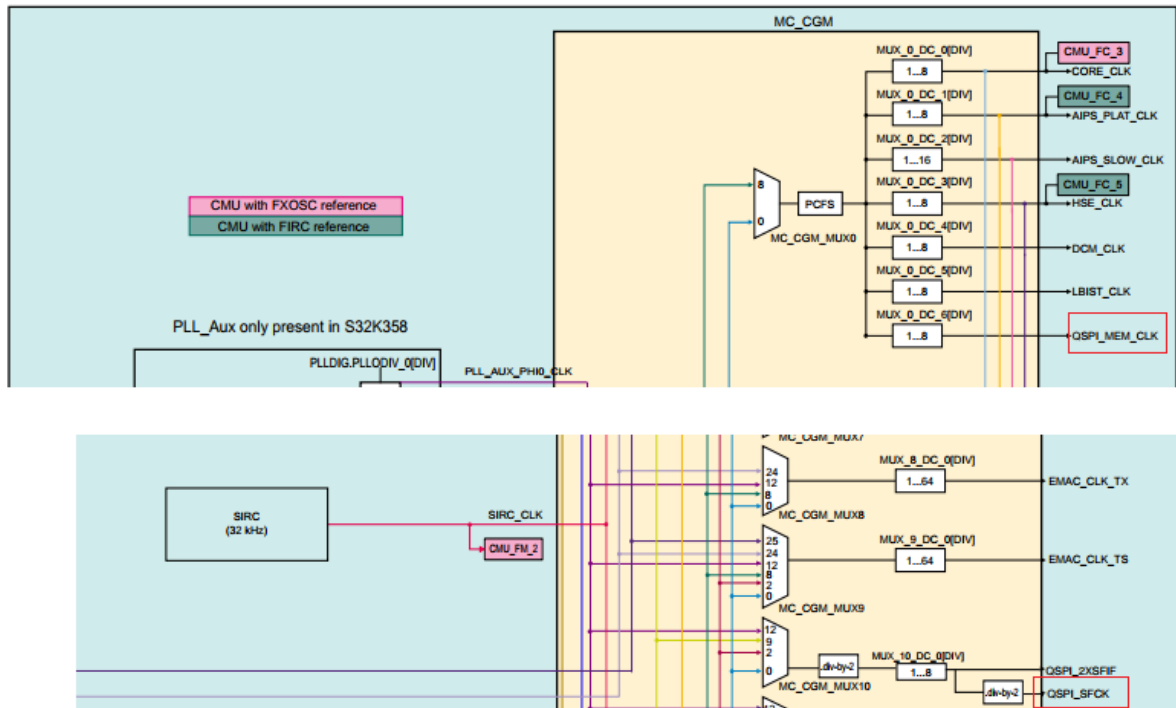 MC_CGM
MUX_0_DC_0[DIV]
1...8
CMU_FC_3
CORE_CLK
MUX_0_DC_1[DIV]
1...8
CMU_FC_4
AIPS_PLAT_CLK
MUX_0_DC_2[DIV]
1...16
AIPS_SLOW_CLK
MUX_0_DC_3[DIV]
1...8
CMU_FC_5
HSE_CLK
8
0
PCFS
MC_CGM_MUX0
CMU with FXOSC reference
CMU with FIRC reference
MUX_0_DC_4[DIV]
1...8
DCM_CLK
MUX_0_DC_5[DIV]
1...8
LBIST_CLK
MUX_0_DC_6[DIV]
1...8
QSPI_MEM_CLK
PLL_Aux only present in S32K358
PLLDIG.PLLODIV_0[DIV]
PLL_AUX_PHI0_CLK
MC_CGM_MUX7
24
12
8
0
MC_CGM_MUX8
MUX_8_DC_0[DIV]
1...64
EMAC_CLK_TX
SIRC
(32 kHz)
SIRC_CLK
CMU_FM_2
25
24
12
8
2
0
MC_CGM_MUX9
MUX_9_DC_0[DIV]
1...64
EMAC_CLK_TS
12
9
2
0
MC_CGM_MUX10
.div-by-2
MUX_10_DC_0[DIV]
1...8
QSPI_2XSFIF
.div-by-2
QSPI_SFCK
12